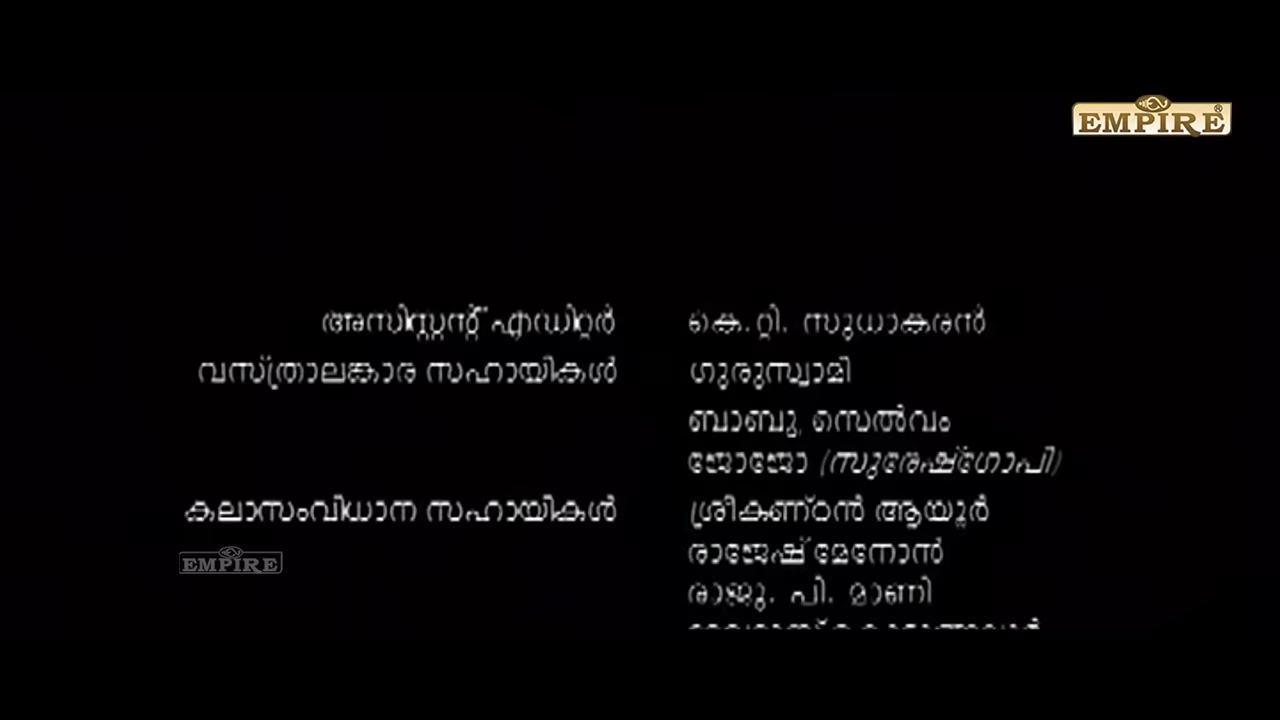 EMPIRE
അസിസ്റ്റന്റ് എഡിറ്റർ കെ.റ്റി. സുധാകരൻ
വസ്ത്രാലങ്കാര സഹായികൾ ഗുരുസ്വാമി
ബാബു, സെൽവം
ജോജോ (സുരേഷ്ഗോപി)
കലാസംവിധാന സഹായികൾ ശ്രീകണ്ഠൻ ആയൂർ
രാജേഷ് മേനോൻ
EMPIRE
രാജു. പി. മാണി